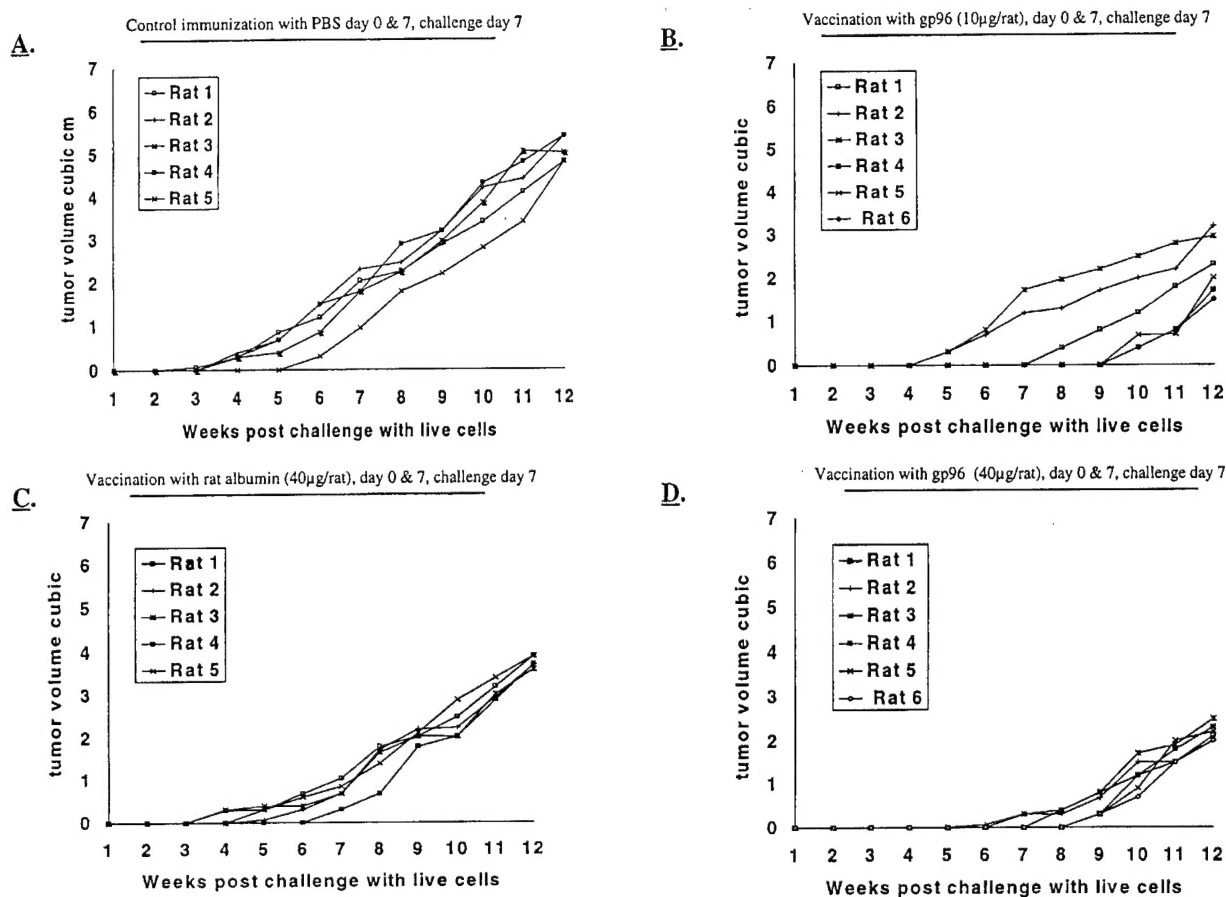 Control immunization with PBS day 0 & 7, challenge day 7
A.
7
6
5
4
3
2
1
0
tumor volume cubic cm
Rat 1
Rat 2
Rat 3
Rat 4
Rat 5
1 2 3 4 5 6 7 8 9 10 11 12
Weeks post challenge with live cells
Vaccination with gp96 (10µg/rat), day 0 & 7, challenge day 7
B.
7
6
5
4
3
2
1
0
tumor volume cubic
Rat 1
Rat 2
Rat 3
Rat 4
Rat 5
Rat 6
1 2 3 4 5 6 7 8 9 10 11 12
Weeks post challenge with live cells
Vaccination with rat albumin (40µg/rat), day 0 & 7, challenge day 7
C.
7
6
5
4
3
2
1
0
tumor volume cubic
Rat 1
Rat 2
Rat 3
Rat 4
Rat 5
1 2 3 4 5 6 7 8 9 10 11 12
Weeks post challenge with live cells
Vaccination with gp96 (40µg/rat), day 0 & 7, challenge day 7
D.
7
6
5
4
3
2
1
0
tumor volume cubic
Rat 1
Rat 2
Rat 3
Rat 4
Rat 5
Rat 6
1 2 3 4 5 6 7 8 9 10 11 12
Weeks post challenge with live cells